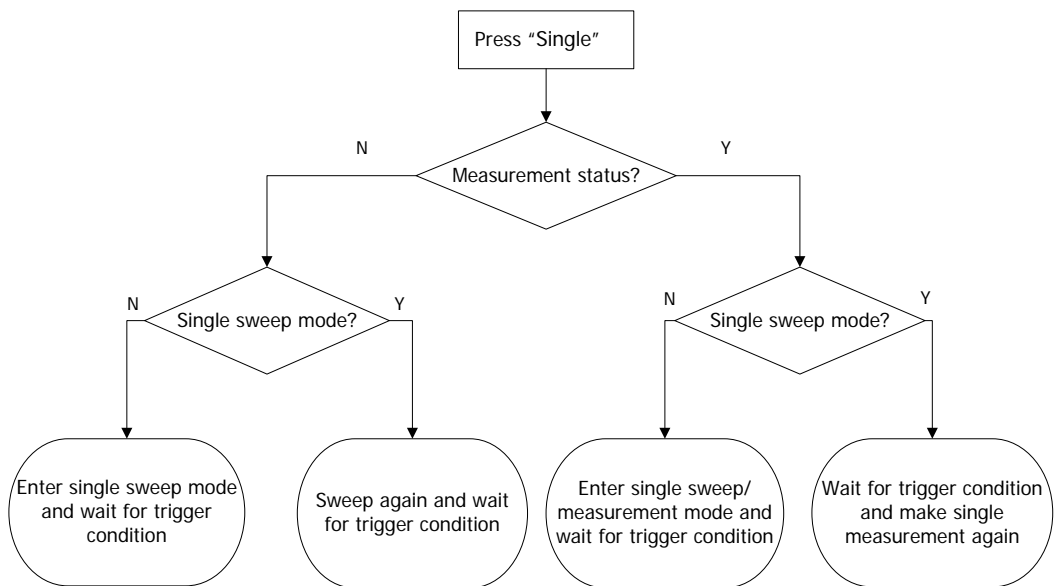 Press “Single”
N
Y
Measurement status?
N
Single sweep mode?
Y
N
Single sweep mode?
Y
Enter single sweep mode
and wait for trigger
condition
Sweep again and wait
for trigger condition
Enter single sweep/
measurement mode and
wait for trigger condition
Wait for trigger condition
and make single
measurement again